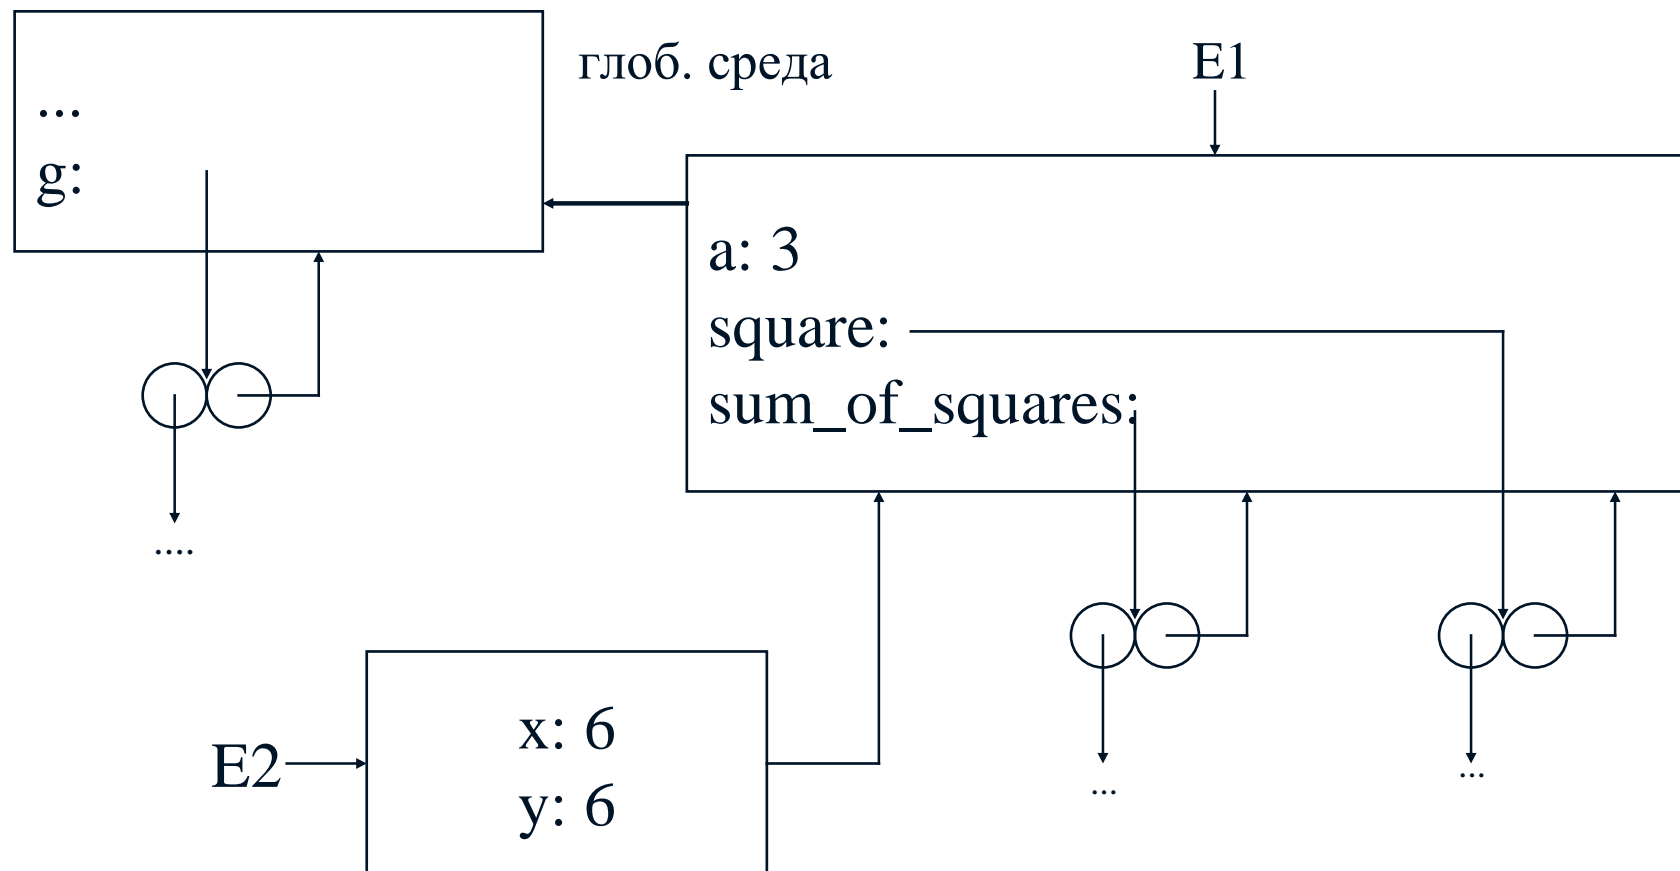 глоб. среда
E1
...
g:
a: 3
square:
sum_of_squares:
....
E2
x: 6
y: 6
...
...